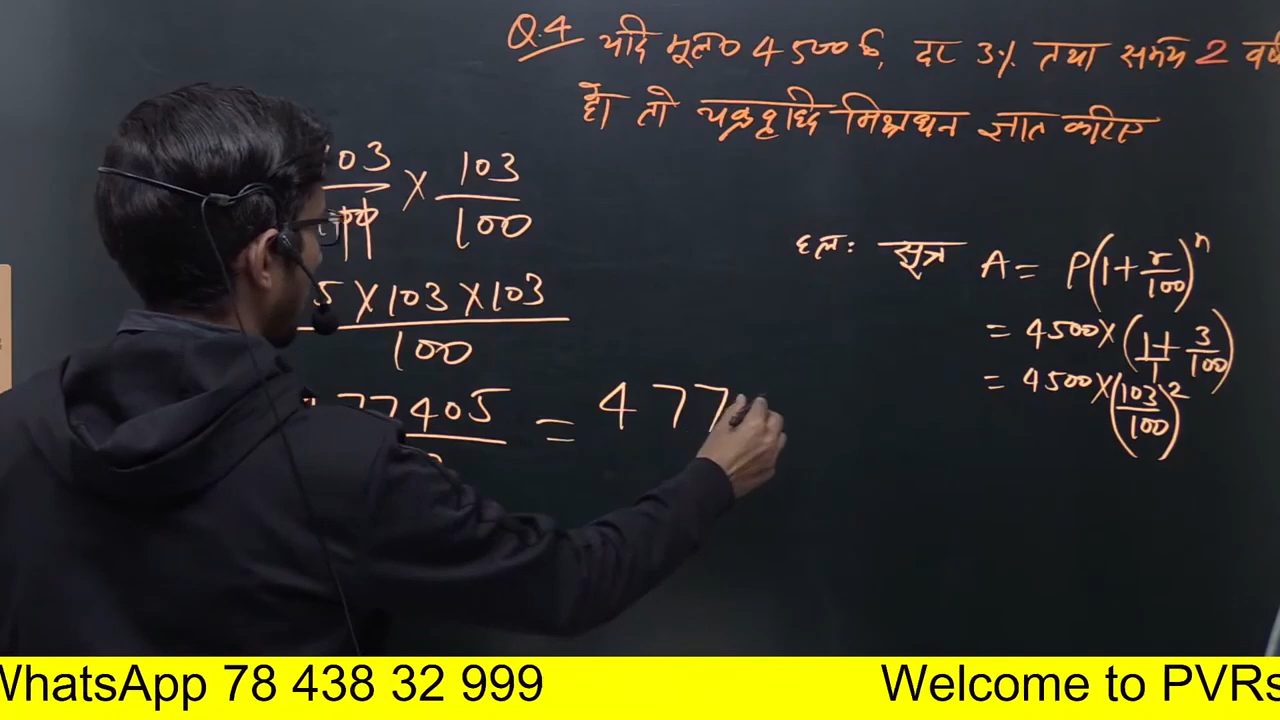 Q.4 यदि मूलधन 4500 रु, दर 3% तथा समय 2 वर्ष
हो तो चक्रवृद्धि मिश्रधन ज्ञात करिए
103/100 × 103/100
5 × 103 × 103 / 100
77405 = 477
हल: सूत्र A = P(1 + r/100)^n
= 4500 × (1/1 + 3/100)
= 4500 × (103/100)^2
WhatsApp 78 438 32 999 Welcome to PVRs